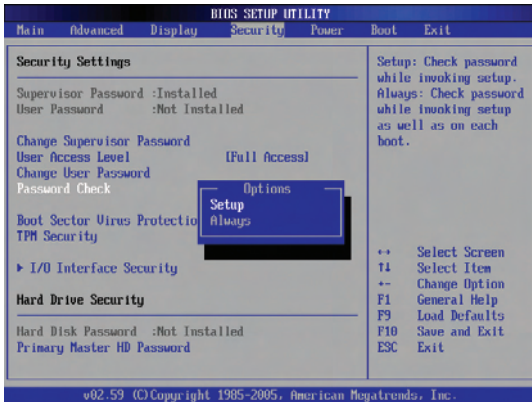 BIOS SETUP UTILITY
Main Advanced Display Security Power Boot Exit
Security Settings
Supervisor Password :Installed
User Password :Not Installed
Change Supervisor Password
User Access Level [Full Access]
Change User Password
Password Check
Boot Sector Virus Protectio
TPM Security
▶ I/O Interface Security
Hard Drive Security
Hard Disk Password :Not Installed
Primary Master HD Password
Options
Setup
Always
Setup: Check password
while invoking setup.
Always: Check password
while invoking setup
as well as on each
boot.
↔ Select Screen
↑↓ Select Item
+- Change Option
F1 General Help
F9 Load Defaults
F10 Save and Exit
ESC Exit
v02.59 (C)Copyright 1985-2005, American Megatrends, Inc.